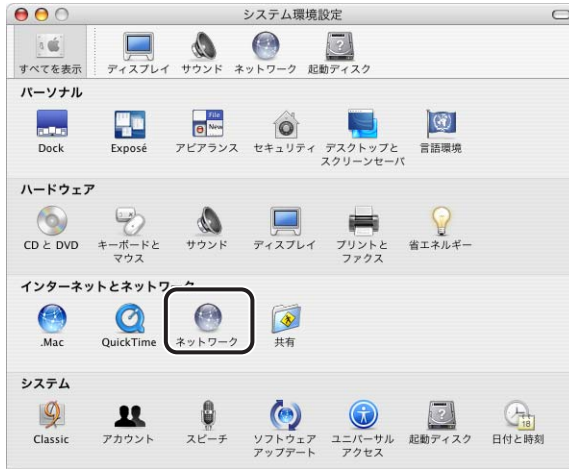 システム環境設定
すべてを表示 ディスプレイ サウンド ネットワーク 起動ディスク
パーソナル
Dock Exposé アピアランス セキュリティ デスクトップと 言語環境
スクリーンセーバ
ハードウェア
CD と DVD キーボードと サウンド ディスプレイ プリントと 省エネルギー
マウス ファクス
インターネットとネットワーク
.Mac QuickTime ネットワーク 共有
システム
Classic アカウント スピーチ ソフトウェア ユニバーサル 起動ディスク 日付と時刻
アップデート アクセス